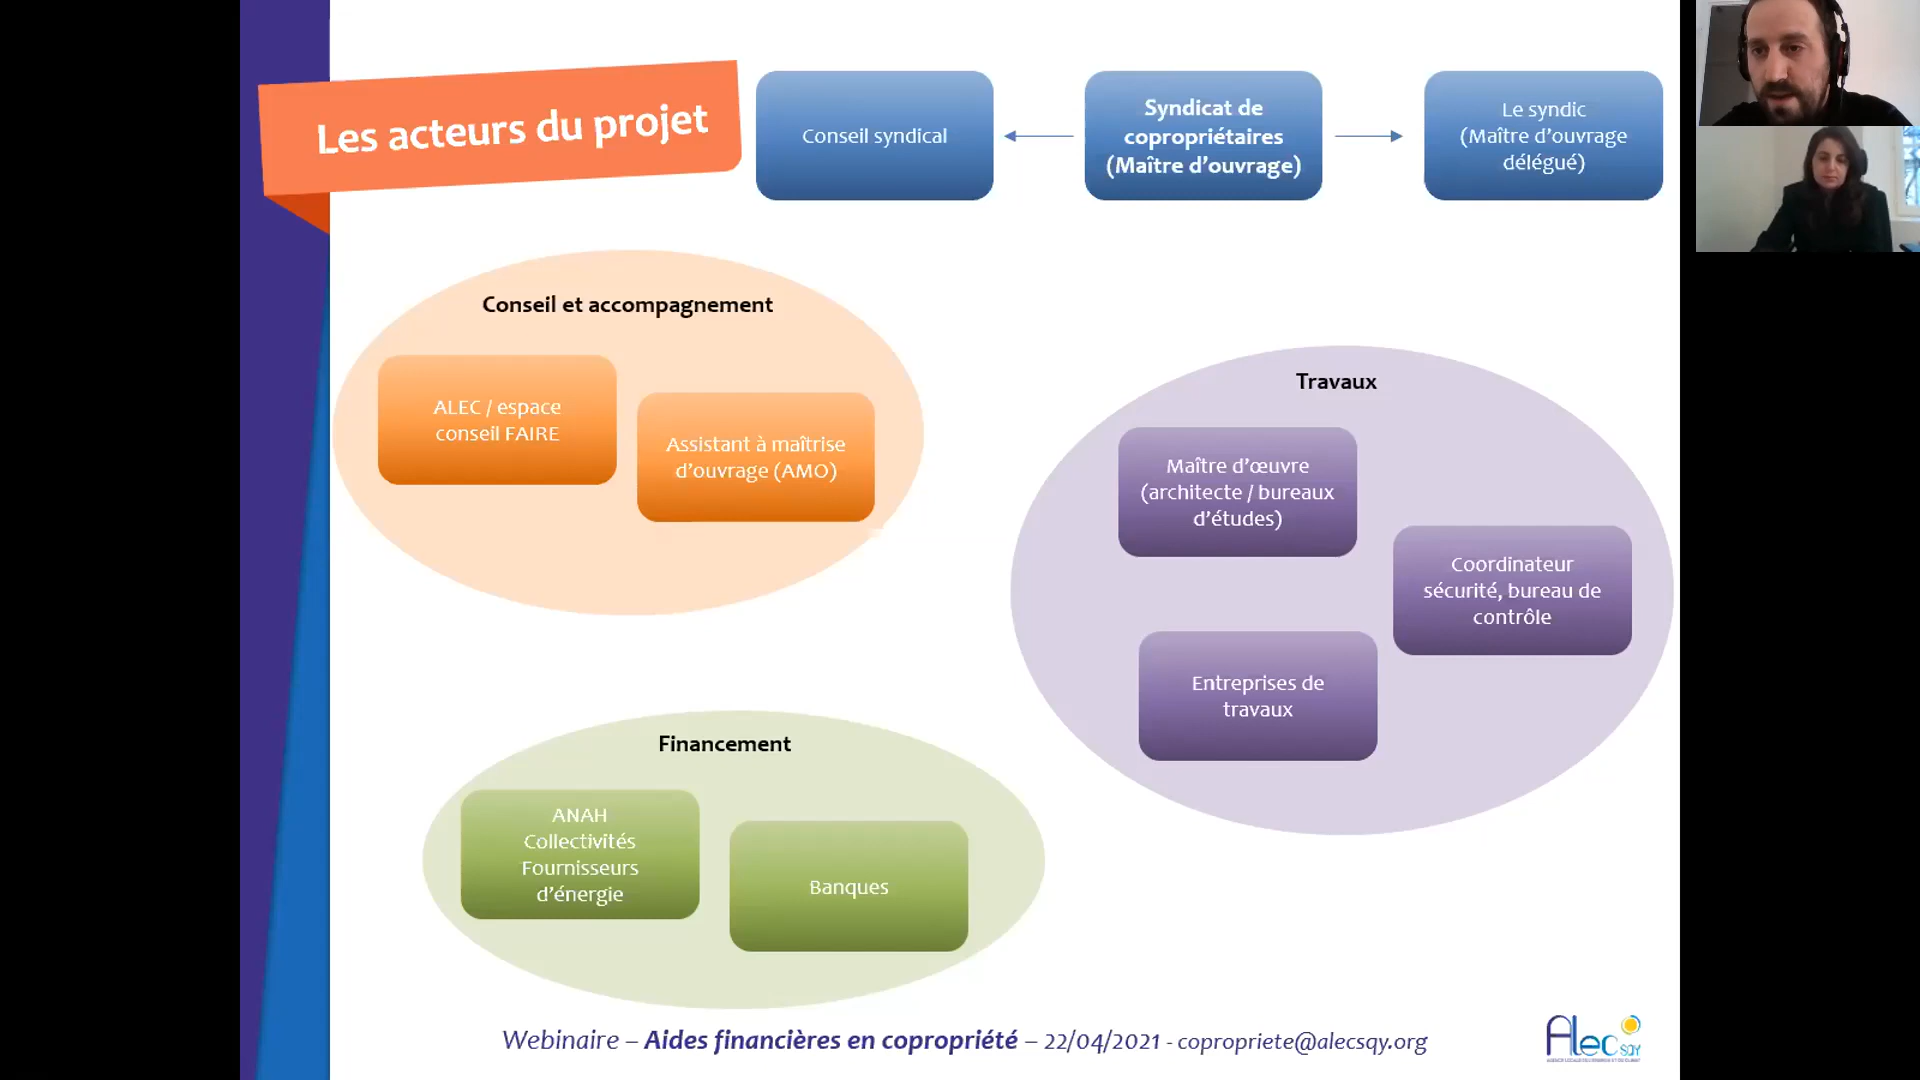 Les acteurs du projet
Conseil syndical
Syndicat de
copropriétaires
(Maître d’ouvrage)
Le syndic
(Maître d’ouvrage
délégué)
Conseil et accompagnement
ALEC / espace
conseil FAIRE
Assistant à maîtrise
d’ouvrage (AMO)
Travaux
Maître d’œuvre
(architecte / bureaux
d’études)
Coordinateur
sécurité, bureau de
contrôle
Entreprises de
travaux
Financement
ANAH
Collectivités
Fournisseurs
d’énergie
Banques
Webinaire – Aides financières en copropriété – 22/04/2021 - copropriete@alecsqy.org
Alec SQY